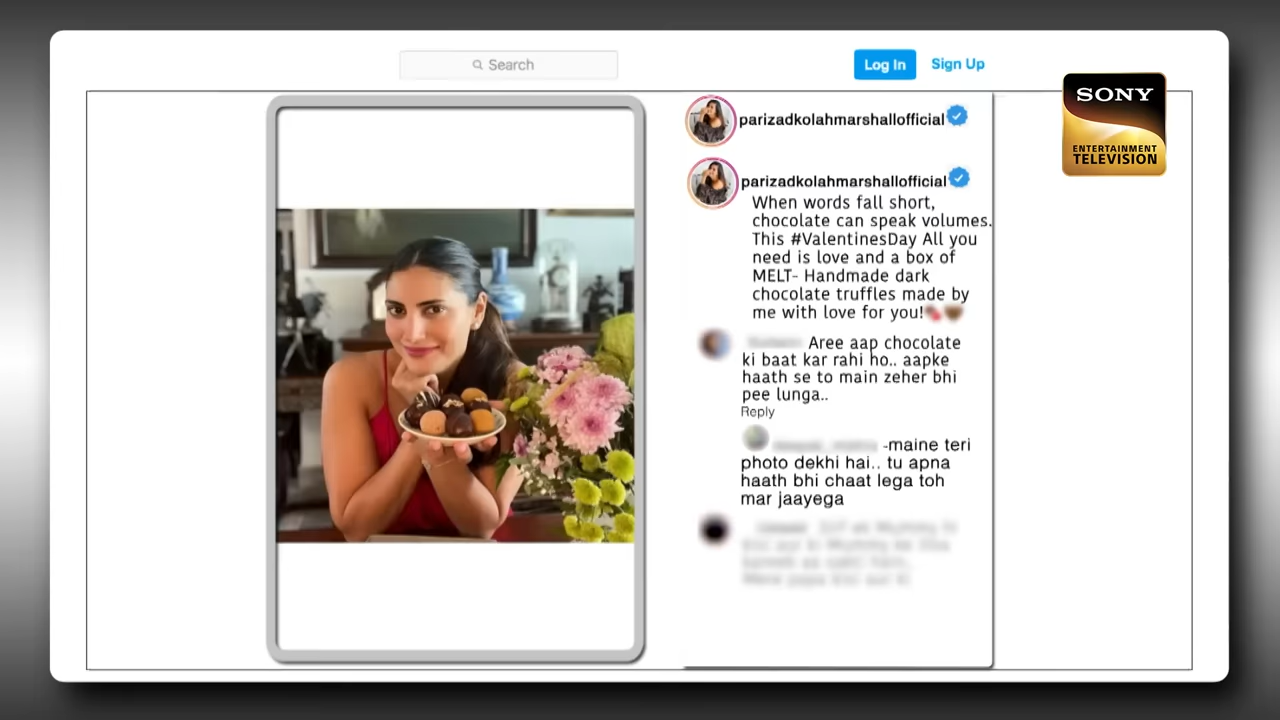 Search
Log In
Sign Up
SONY
ENTERTAINMENT
TELEVISION
parizadkolahmarshallofficial
parizadkolahmarshallofficial
When words fall short,
chocolate can speak volumes.
This #ValentinesDay All you
need is love and a box of
MELT- Handmade dark
chocolate truffles made by
me with love for you!
Aree aap chocolate
ki baat kar rahi ho.. aapke
haath se to main zeher bhi
pee lunga..
Reply
-maine teri
photo dekhi hai.. tu apna
haath bhi chaat lega toh
mar jaayega